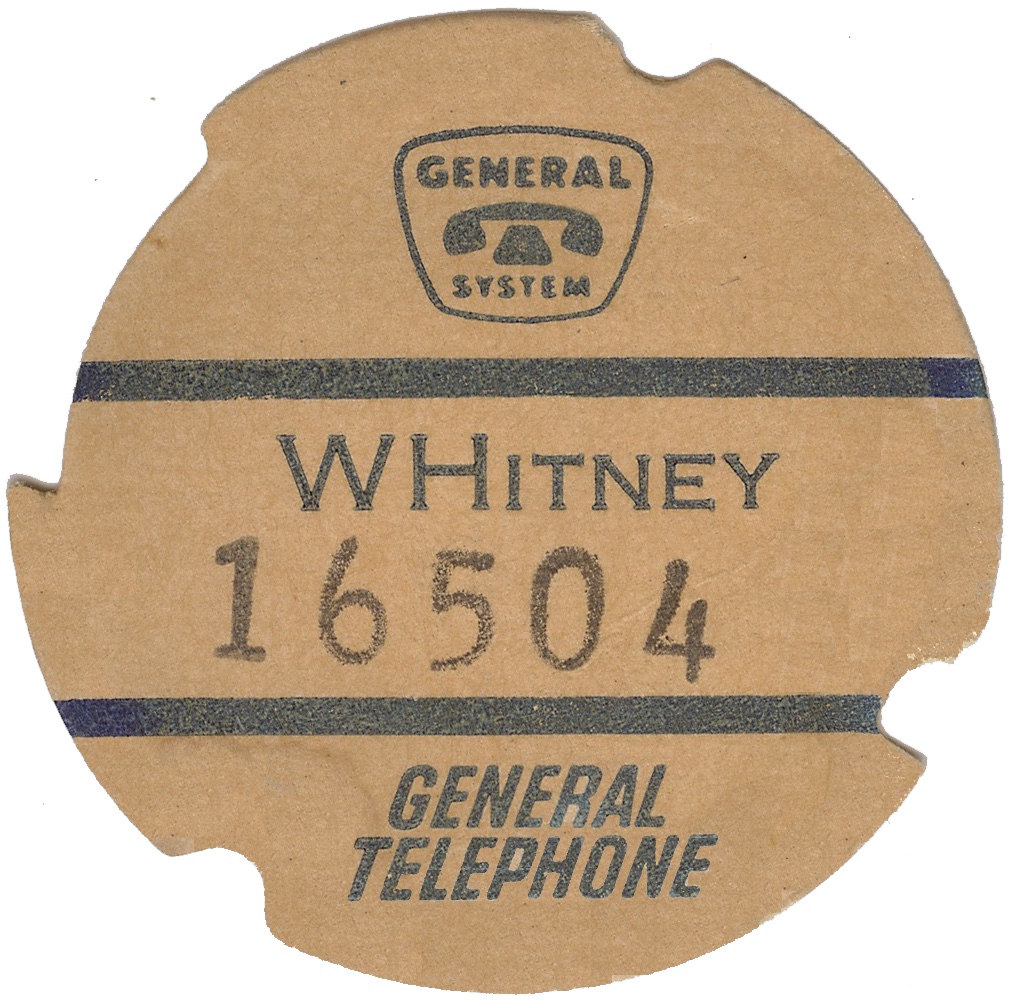 GENERAL
SYSTEM
WHITNEY
16504
GENERAL
TELEPHONE